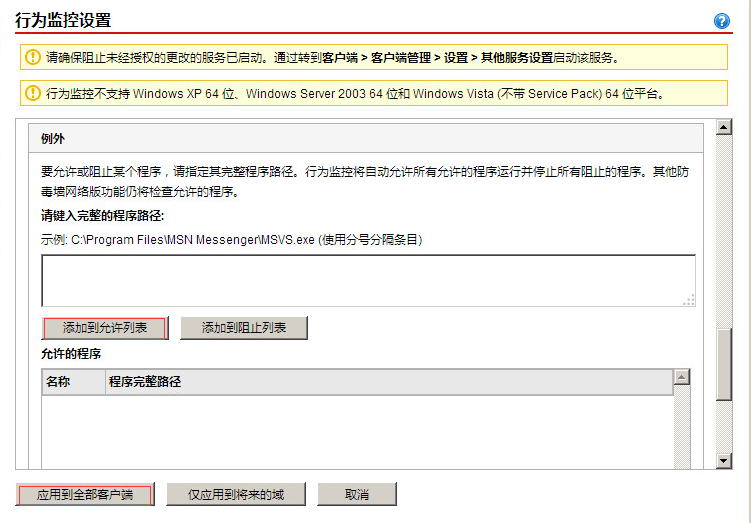 行为监控设置
请确保阻止未经授权的更改的服务已启动。通过转到客户端 > 客户端管理 > 设置 > 其他服务设置启动该服务。
行为监控不支持 Windows XP 64 位、Windows Server 2003 64 位和 Windows Vista (不带 Service Pack) 64 位平台。
例外
要允许或阻止某个程序，请指定其完整程序路径。行为监控将自动允许所有允许的程序运行并停止所有阻止的程序。其他防
毒墙网络版功能仍将检查允许的程序。
请键入完整的程序路径:
示例: C:\Program Files\MSN Messenger\MSVS.exe (使用分号分隔条目)
添加到允许列表 添加到阻止列表
允许的程序
名称 程序完整路径
应用到全部客户端 仅应用到将来的域 取消